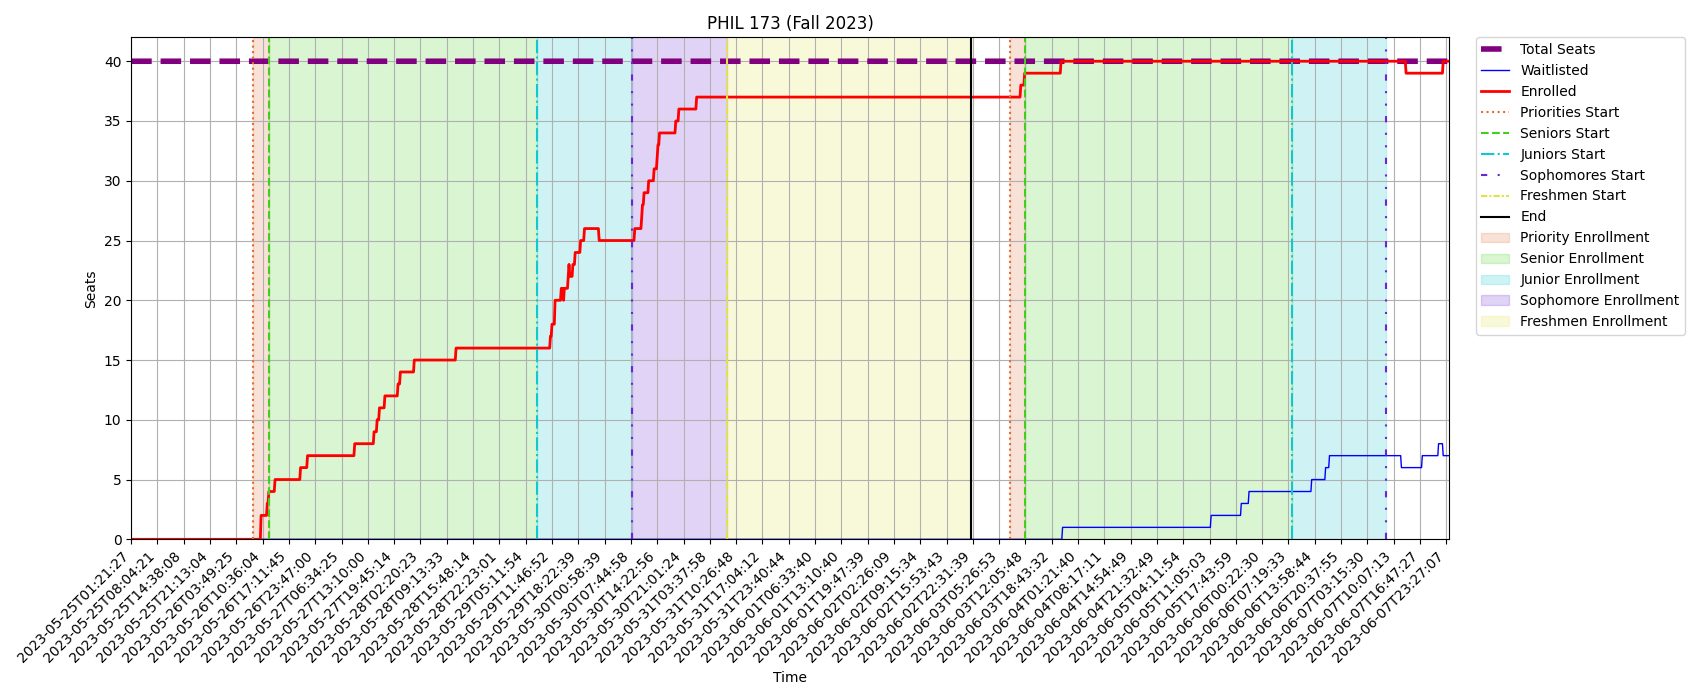 PHIL 173 (Fall 2023)
Seats
40
35
30
25
20
15
10
5
0
2023-05-25T01:21:27
2023-05-25T08:04:21
2023-05-25T14:38:08
2023-05-25T21:13:04
2023-05-26T03:49:25
2023-05-26T10:36:04
2023-05-26T17:11:45
2023-05-26T23:47:00
2023-05-27T06:34:25
2023-05-27T13:10:00
2023-05-27T19:45:14
2023-05-28T02:20:23
2023-05-28T09:13:33
2023-05-28T15:48:14
2023-05-28T22:23:01
2023-05-29T05:11:54
2023-05-29T11:46:52
2023-05-29T18:22:39
2023-05-30T00:58:39
2023-05-30T07:44:58
2023-05-30T14:22:56
2023-05-30T21:01:24
2023-05-31T03:37:58
2023-05-31T10:26:48
2023-05-31T17:04:12
2023-05-31T23:40:44
2023-06-01T06:33:40
2023-06-01T13:10:40
2023-06-01T19:47:39
2023-06-02T02:26:09
2023-06-02T09:15:34
2023-06-02T15:53:43
2023-06-02T22:31:39
2023-06-03T05:26:53
2023-06-03T12:05:48
2023-06-03T18:43:32
2023-06-04T01:21:40
2023-06-04T08:17:11
2023-06-04T14:54:49
2023-06-04T21:32:49
2023-06-05T04:11:54
2023-06-05T11:05:03
2023-06-05T17:43:59
2023-06-06T00:22:30
2023-06-06T07:19:33
2023-06-06T13:58:44
2023-06-06T20:37:55
2023-06-07T03:15:30
2023-06-07T10:07:13
2023-06-07T16:47:27
2023-06-07T23:27:07
Time
Total Seats
Waitlisted
Enrolled
Priorities Start
Seniors Start
Juniors Start
Sophomores Start
Freshmen Start
End
Priority Enrollment
Senior Enrollment
Junior Enrollment
Sophomore Enrollment
Freshmen Enrollment